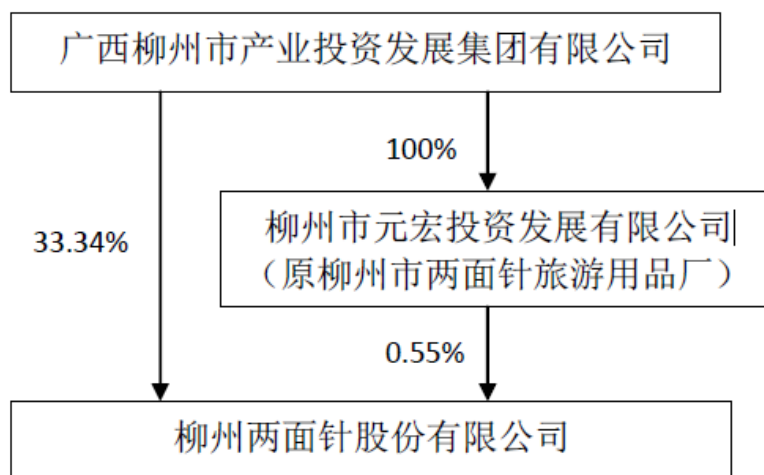 广西柳州市产业投资发展集团有限公司
100%
33.34%
柳州市元宏投资发展有限公司
（原柳州市两面针旅游用品厂）
0.55%
柳州两面针股份有限公司